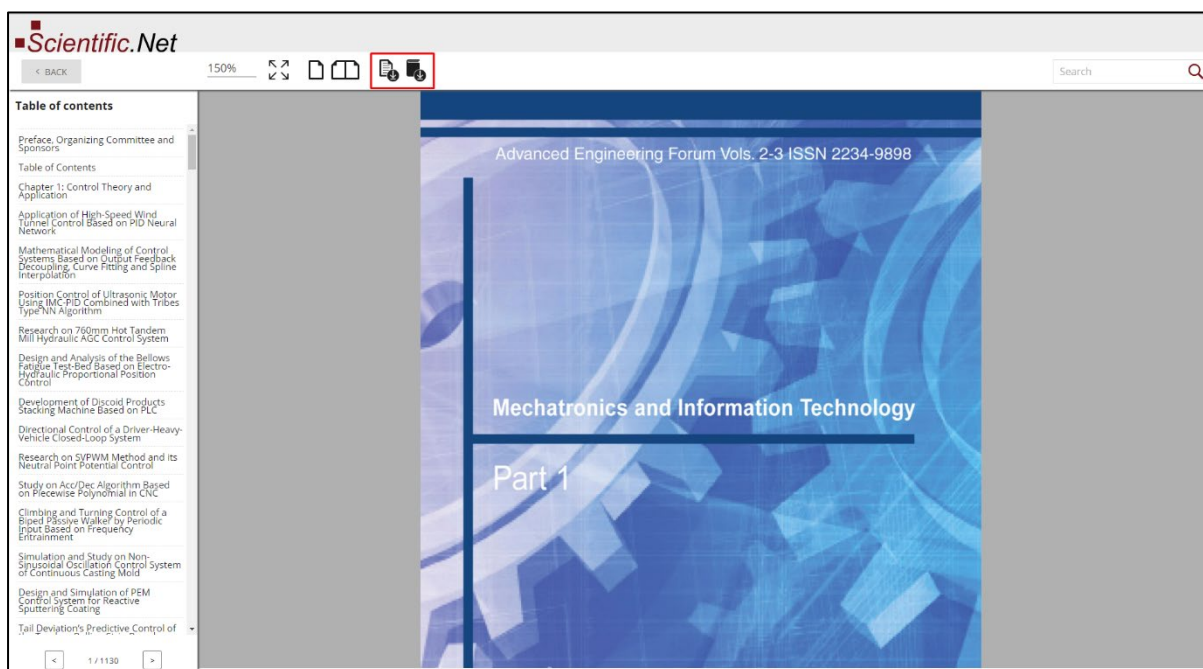 Scientific.Net
< BACK
150%
Search
Table of contents
Preface, Organizing Committee and
Sponsors
Table of Contents
Chapter 1: Control Theory and
Application
Application of High-Speed Wind
Tunnel Control Based on PID Neural
Network
Mathematical Modeling of Control
Systems Based on Output Feedback
Decoupling, Curve Fitting and Spline
Interpolation
Position Control of Ultrasonic Motor
Using IMC-PID Combined with Tribes
Type NN Algorithm
Research on 760mm Hot Tandem
Mill Hydraulic AGC Control System
Design and Analysis of the Bellows
Fatigue Test-Bed Based on Electro-
Hydraulic Proportional Position
Control
Development of Discoid Products
Stacking Machine Based on PLC
Directional Control of a Driver-Heavy-
Vehicle Closed-Loop System
Research on SVPWM Method and its
Neutral Point Potential Control
Study on Acc/Dec Algorithm Based
on Piecewise Polynomial in CNC
Climbing and Turning Control of a
Biped Passive Walker by Periodic
Input Based on Frequency
Entrainment
Simulation and Study on Non-
Sinusoidal Oscillation Control System
of Continuous Casting Mold
Design and Simulation of PEM
Control System for Reactive
Sputtering Coating
Tail Deviation's Predictive Control of
< 1 / 1130 >
Advanced Engineering Forum Vols. 2-3 ISSN 2234-9898
Mechatronics and Information Technology
Part 1